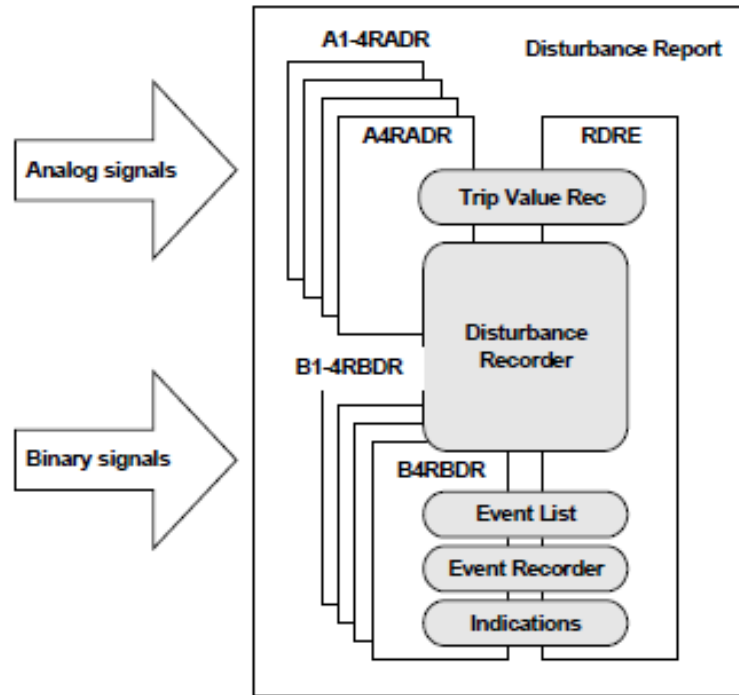 A1-4RADR
Disturbance Report
A4RADR
RDRE
Analog signals
Trip Value Rec
Disturbance
Recorder
B1-4RBDR
Binary signals
B4RBDR
Event List
Event Recorder
Indications